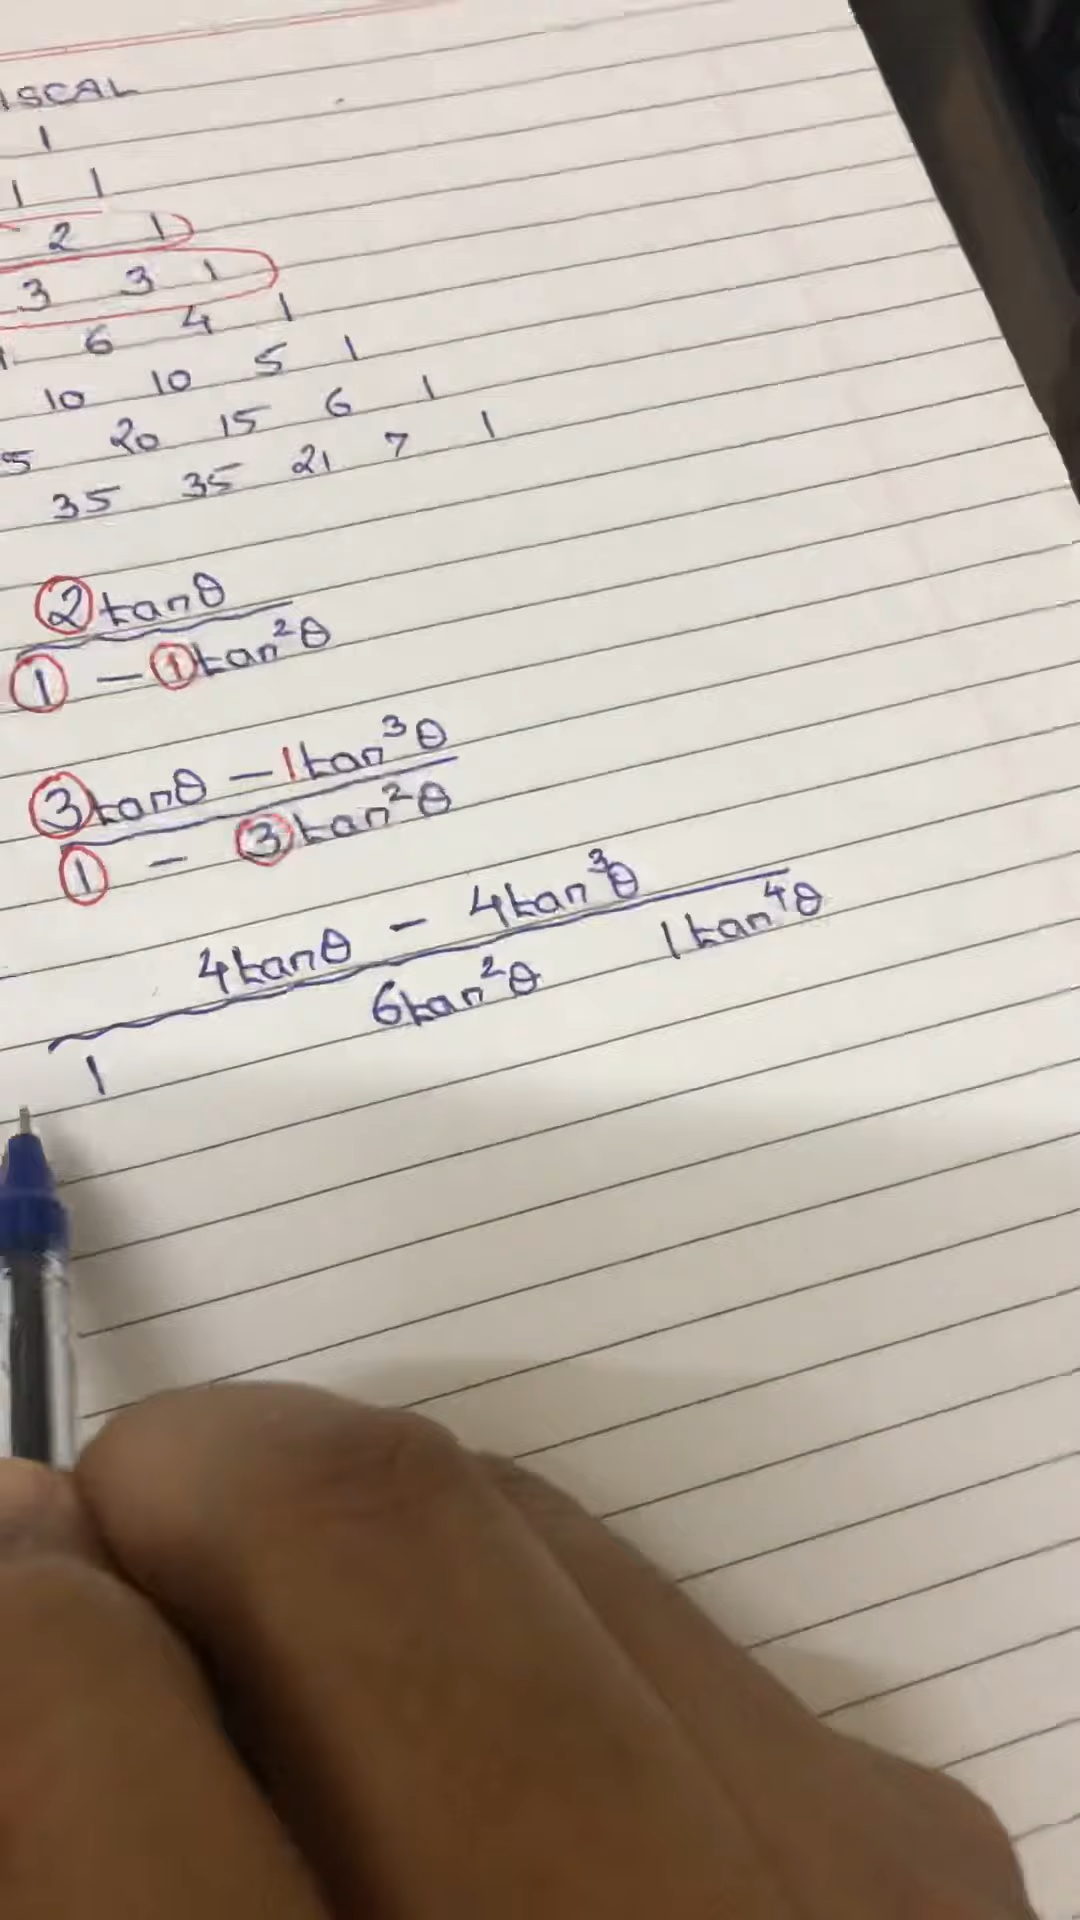 ISCAL
1
1 1
2 1
3 3 1
6 4 1
10 10 5 1
5 20 15 6 1
35 35 21 7 1
2tanθ
1 - 1tan²θ
3tanθ - 1tan³θ
1 - 3tan²θ
4tanθ - 4tan³θ
1 6tan²θ 1tan⁴θ